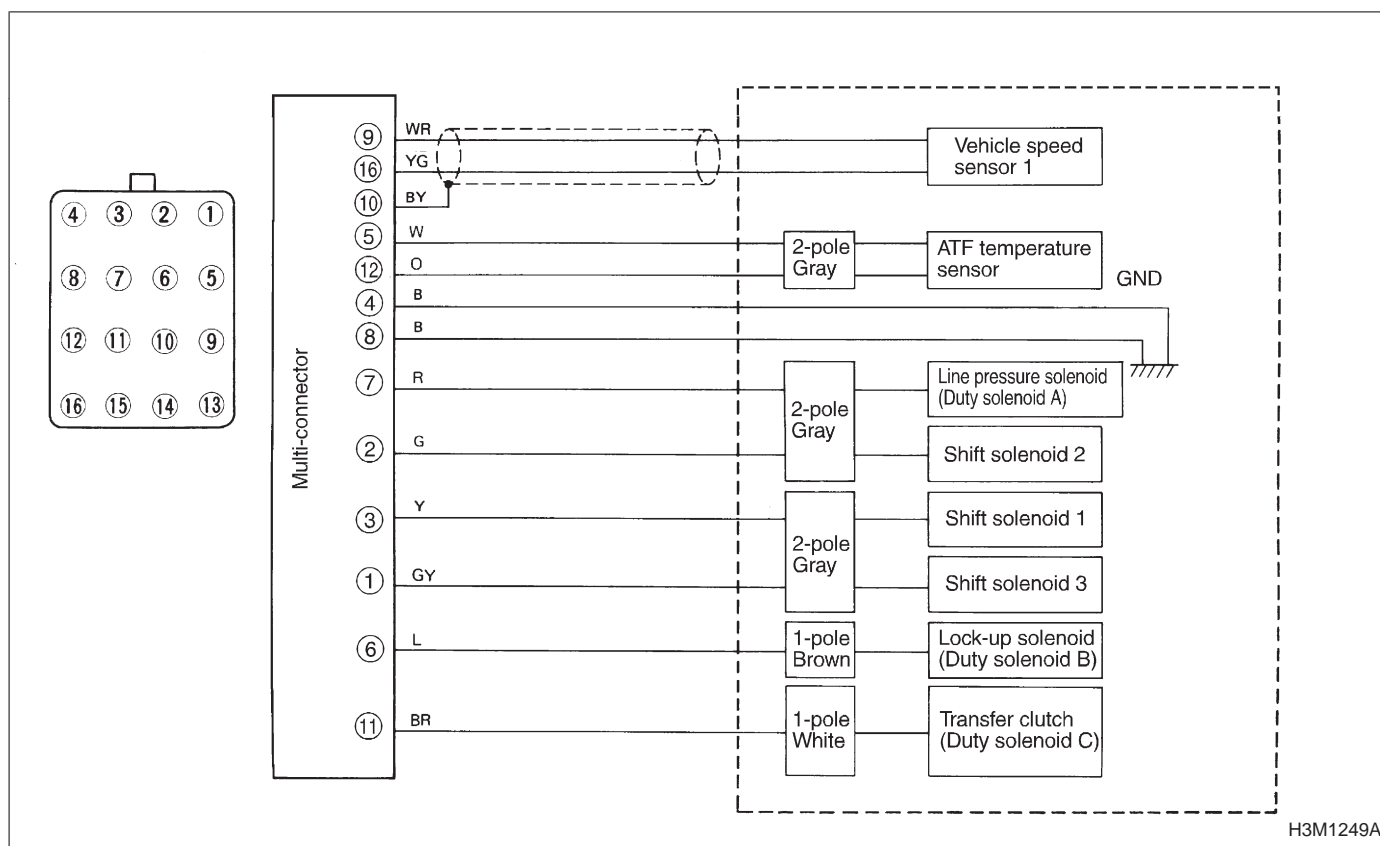 ④ ③ ② ①
⑧ ⑦ ⑥ ⑤
⑫ ⑪ ⑩ ⑨
⑯ ⑮ ⑭ ⑬
Multi-connector
⑨ WR
⑯ YG
⑩ BY
⑤ W
⑫ O
④ B
⑧ B
⑦ R
② G
③ Y
① GY
⑥ L
⑪ BR
Vehicle speed
sensor 1
2-pole
Gray
ATF temperature
sensor
GND
2-pole
Gray
Line pressure solenoid
(Duty solenoid A)
Shift solenoid 2
2-pole
Gray
Shift solenoid 1
Shift solenoid 3
1-pole
Brown
Lock-up solenoid
(Duty solenoid B)
1-pole
White
Transfer clutch
(Duty solenoid C)
H3M1249A